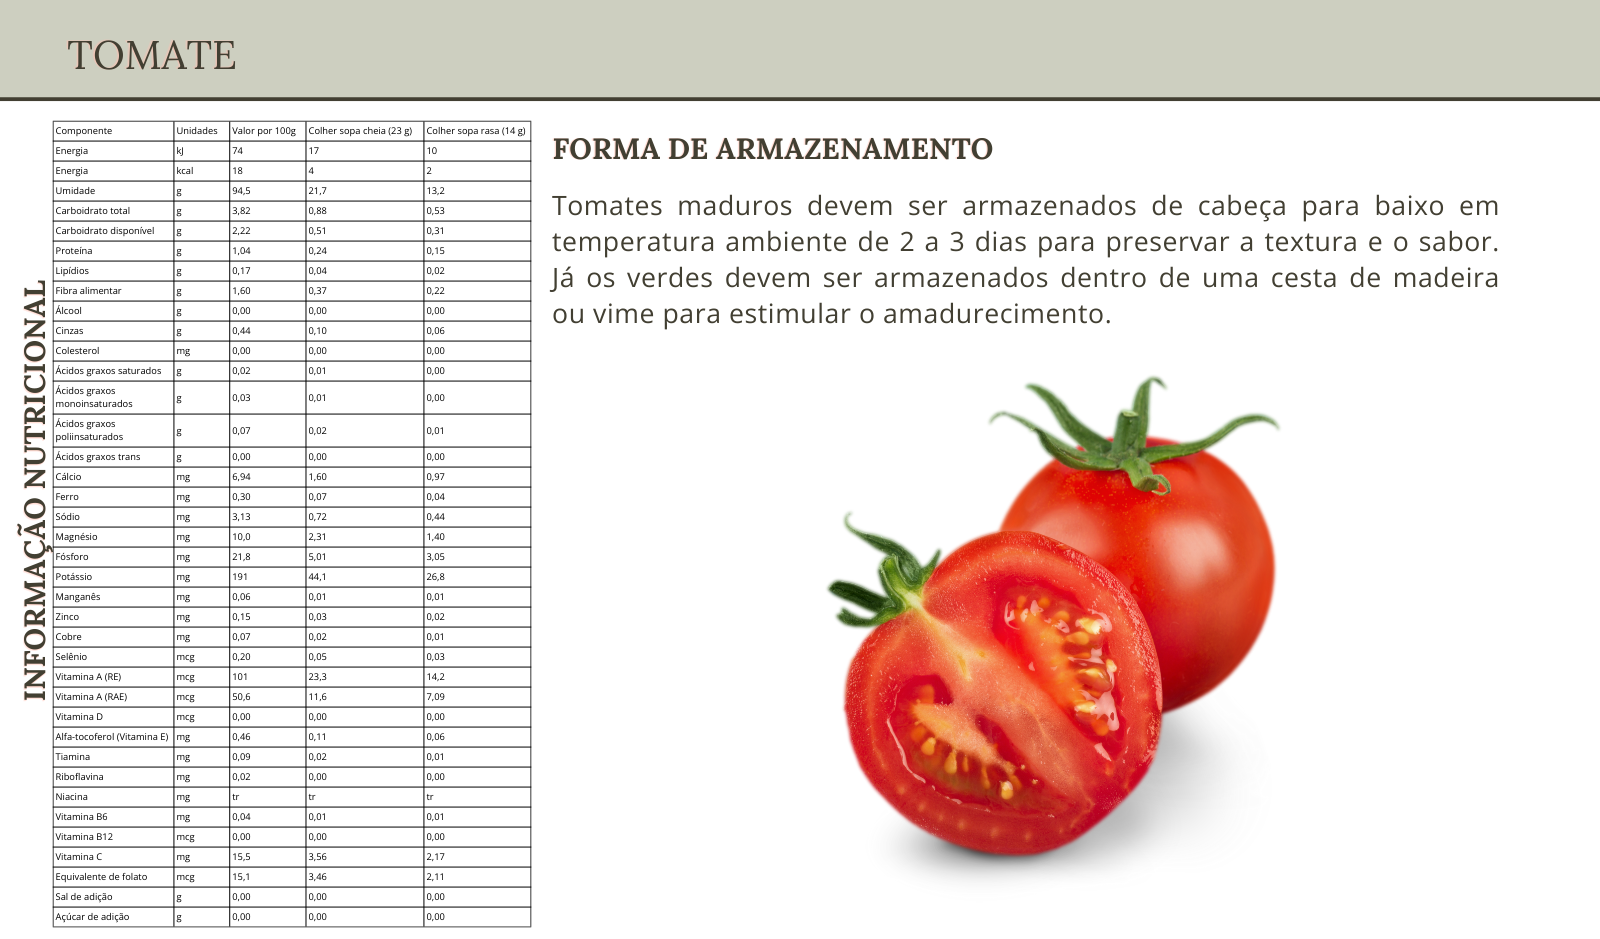 TOMATE
INFORMAÇÃO NUTRICIONAL
Componente Unidades Valor por 100g Colher sopa cheia (23 g) Colher sopa rasa (14 g)
Energia kJ 74 17 10
Energia kcal 18 4 2
Umidade g 94,5 21,7 13,2
Carboidrato total g 3,82 0,88 0,53
Carboidrato disponível g 2,22 0,51 0,31
Proteína g 1,04 0,24 0,15
Lipídios g 0,17 0,04 0,02
Fibra alimentar g 1,60 0,37 0,22
Álcool g 0,00 0,00 0,00
Cinzas g 0,44 0,10 0,06
Colesterol mg 0,00 0,00 0,00
Ácidos graxos saturados g 0,02 0,01 0,00
Ácidos graxos
monoinsaturados g 0,03 0,01 0,00
Ácidos graxos
poliinsaturados g 0,07 0,02 0,01
Ácidos graxos trans g 0,00 0,00 0,00
Cálcio mg 6,94 1,60 0,97
Ferro mg 0,30 0,07 0,04
Sódio mg 3,13 0,72 0,44
Magnésio mg 10,0 2,31 1,40
Fósforo mg 21,8 5,01 3,05
Potássio mg 191 44,1 26,8
Manganês mg 0,06 0,01 0,01
Zinco mg 0,15 0,03 0,02
Cobre mg 0,07 0,02 0,01
Selênio mcg 0,20 0,05 0,03
Vitamina A (RE) mcg 101 23,3 14,2
Vitamina A (RAE) mcg 50,6 11,6 7,09
Vitamina D mcg 0,00 0,00 0,00
Alfa-tocoferol (Vitamina E) mg 0,46 0,11 0,06
Tiamina mg 0,09 0,02 0,01
Riboflavina mg 0,02 0,00 0,00
Niacina mg tr tr tr
Vitamina B6 mg 0,04 0,01 0,01
Vitamina B12 mcg 0,00 0,00 0,00
Vitamina C mg 15,5 3,56 2,17
Equivalente de folato mcg 15,1 3,46 2,11
Sal de adição g 0,00 0,00 0,00
Açúcar de adição g 0,00 0,00 0,00
FORMA DE ARMAZENAMENTO
Tomates maduros devem ser armazenados de cabeça para baixo em
temperatura ambiente de 2 a 3 dias para preservar a textura e o sabor.
Já os verdes devem ser armazenados dentro de uma cesta de madeira
ou vime para estimular o amadurecimento.